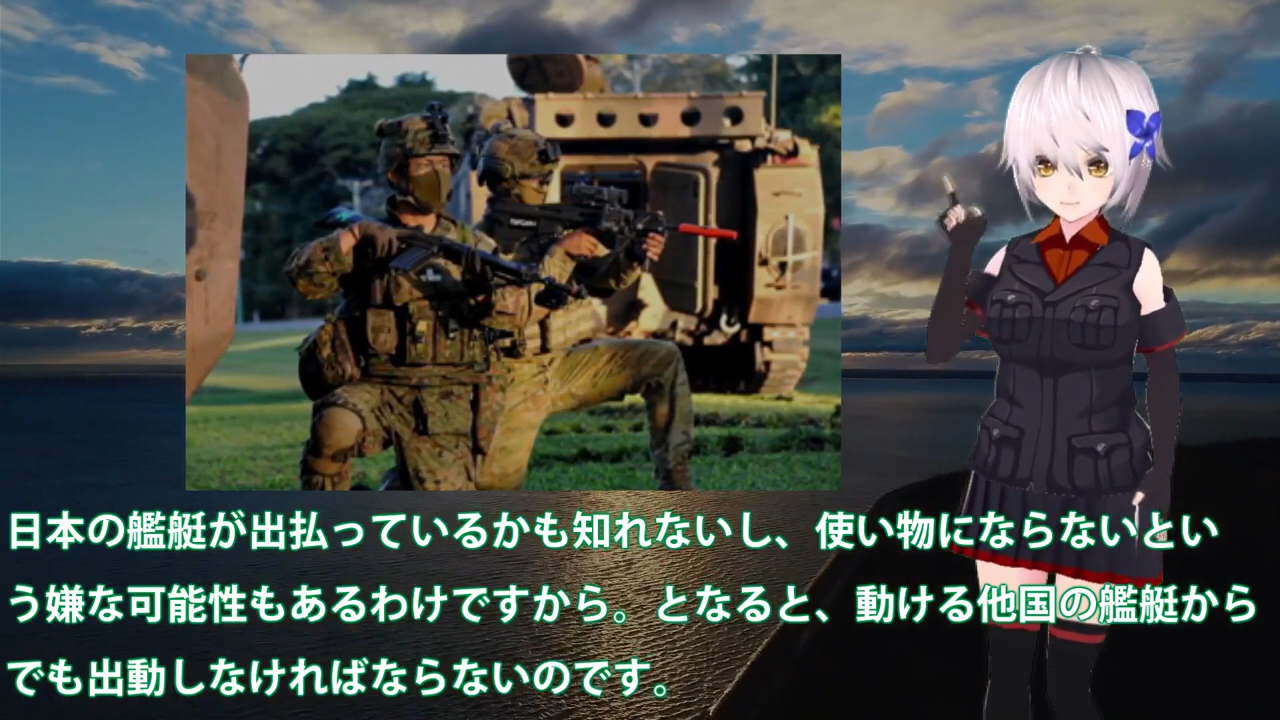 日本の艦艇が出払っているかも知れないし、使い物にならないとい
う嫌な可能性もあるわけですから。となると、動ける他国の艦艇から
でも出動しなければならないのです。